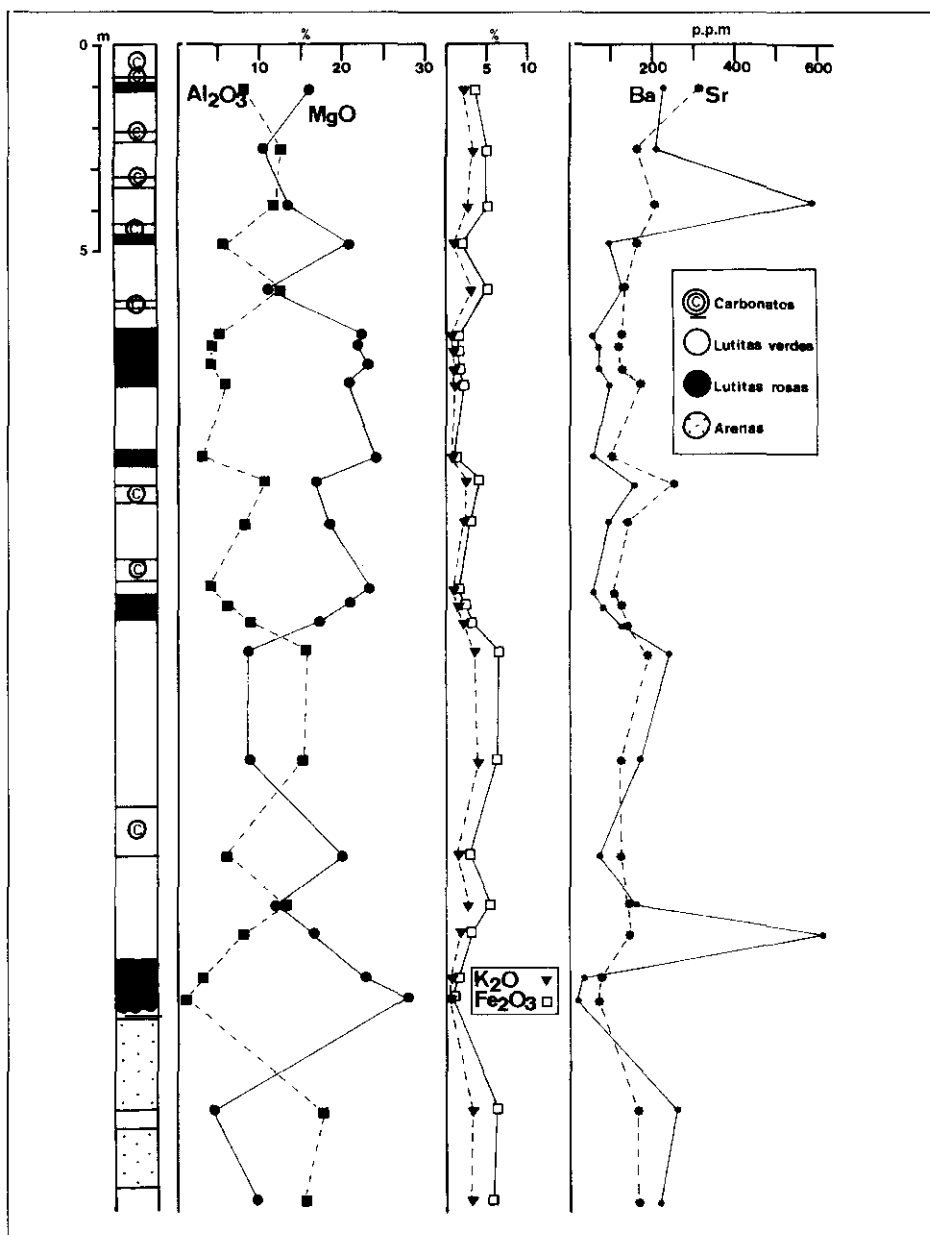 % % p.p.m
0 m 10 20 30 5 10 200 400 600
Al₂O₃ MgO Ba Sr
5
© Carbonatos
Lutitas verdes
Lutitas rosas
Arenas
K₂O
Fe₂O₃
©
©
©
©
©
©
©
©
©